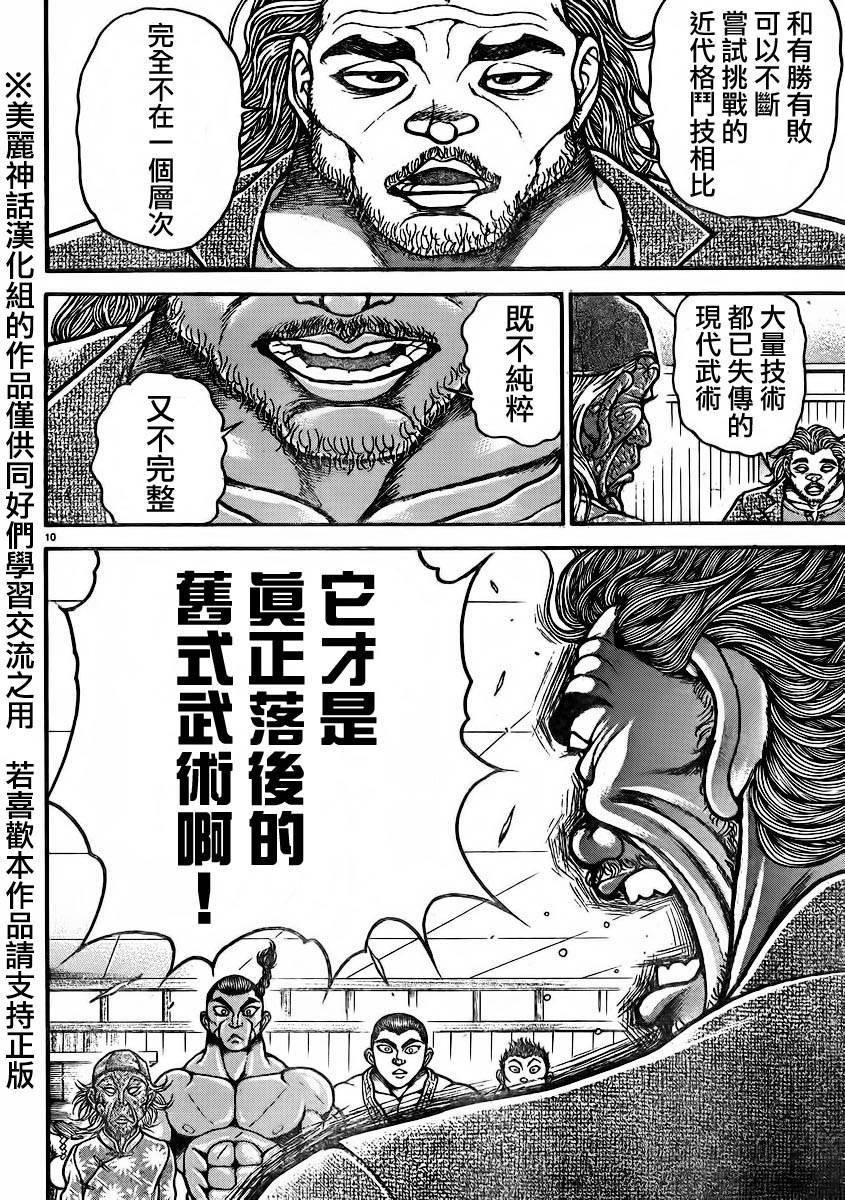 和有勝有敗
可以不斷
嘗試挑戰的
近代格鬥技相比
完全不在一個層次
大量技術
都已失傳的
現代武術
既不純粹
又不完整
10
它才是
眞正落後的
舊式武術啊！
※美麗神話漢化組的作品僅供同好們學習交流之用　若喜歡本作品請支持正版